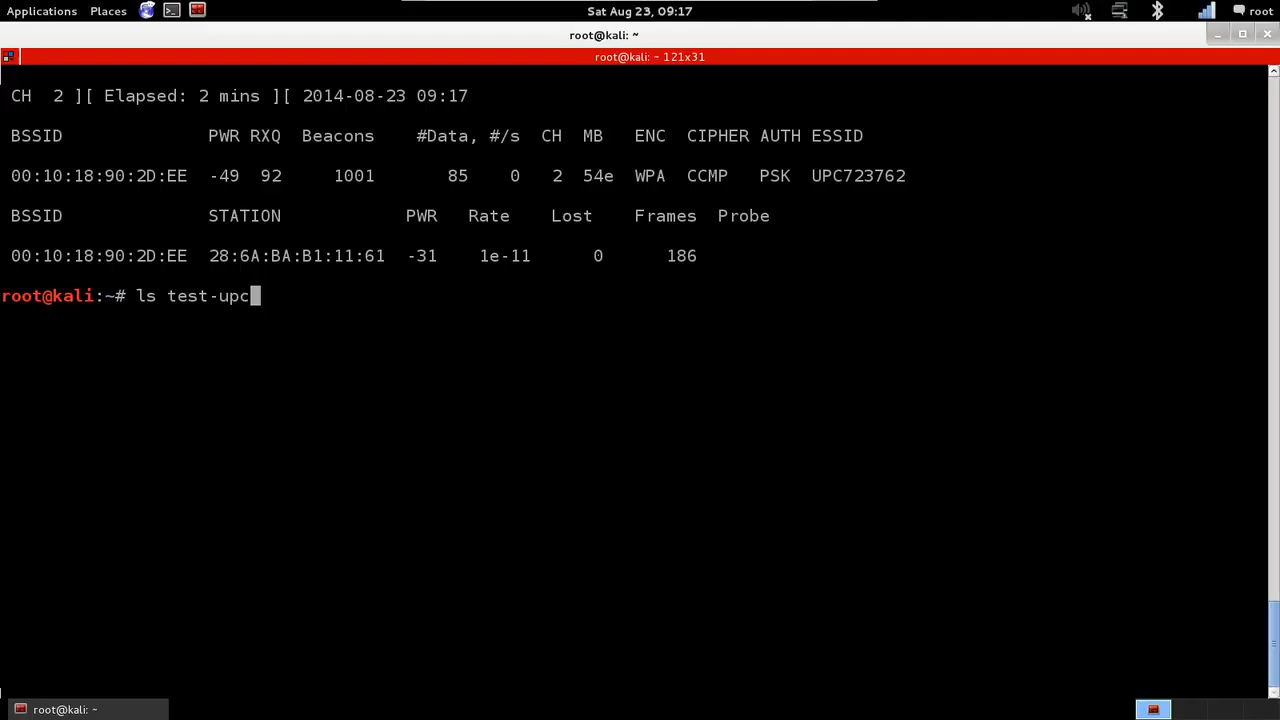 Applications Places Sat Aug 23, 09:17 root
root@kali: ~
root@kali: ~ 121x31
CH 2 ][ Elapsed: 2 mins ][ 2014-08-23 09:17
BSSID PWR RXQ Beacons #Data, #/s CH MB ENC CIPHER AUTH ESSID
00:10:18:90:2D:EE -49 92 1001 85 0 2 54e WPA CCMP PSK UPC723762
BSSID STATION PWR Rate Lost Frames Probe
00:10:18:90:2D:EE 28:6A:BA:B1:11:61 -31 1e-11 0 186
root@kali:~# ls test-upc
root@kali: ~